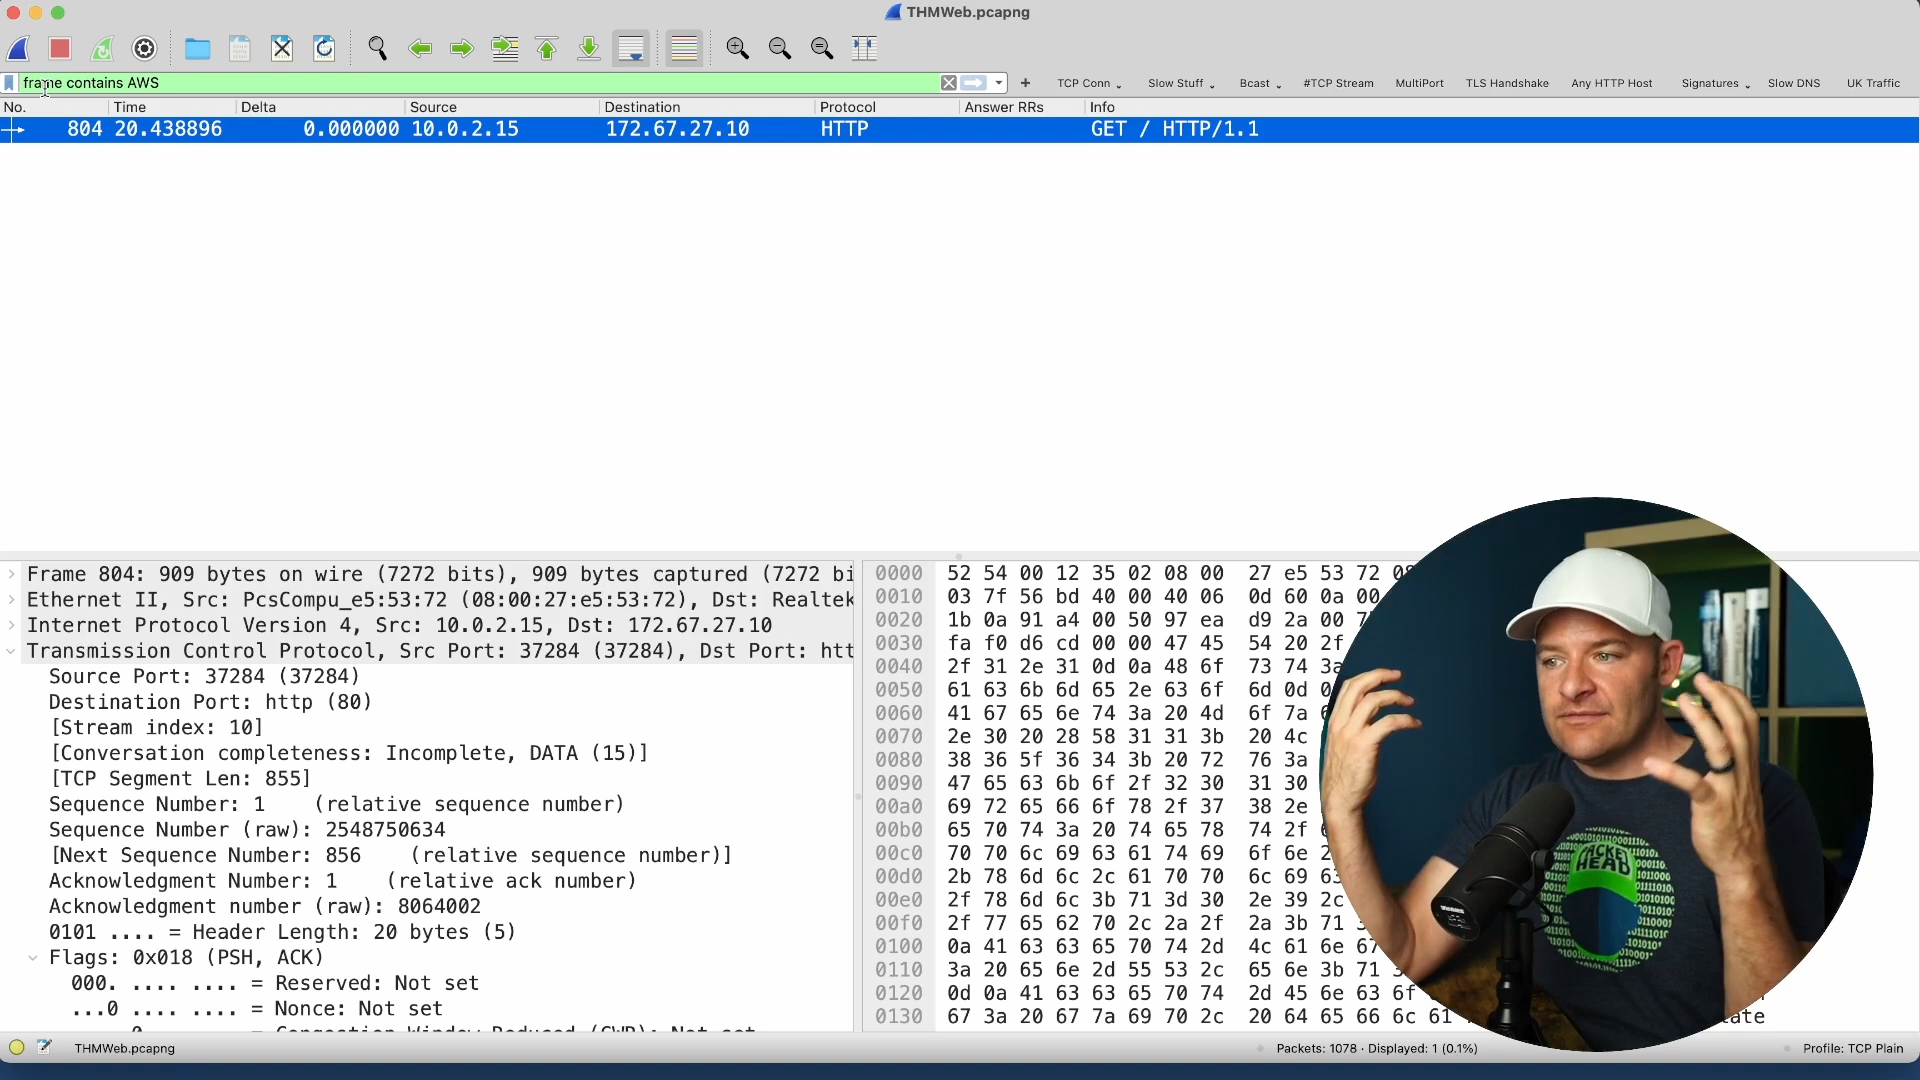 THMWeb.pcapng
frame contains AWS
TCP Conn
Slow Stuff
Bcast
#TCP Stream
MultiPort
TLS Handshake
Any HTTP Host
Signatures
Slow DNS
UK Traffic
No. Time Delta Source Destination Protocol Answer RRs Info
804 20.438896 0.000000 10.0.2.15 172.67.27.10 HTTP GET / HTTP/1.1
Frame 804: 909 bytes on wire (7272 bits), 909 bytes captured (7272 bi
Ethernet II, Src: PcsCompu_e5:53:72 (08:00:27:e5:53:72), Dst: Realtek
Internet Protocol Version 4, Src: 10.0.2.15, Dst: 172.67.27.10
Transmission Control Protocol, Src Port: 37284 (37284), Dst Port: htt
Source Port: 37284 (37284)
Destination Port: http (80)
[Stream index: 10]
[Conversation completeness: Incomplete, DATA (15)]
[TCP Segment Len: 855]
Sequence Number: 1 (relative sequence number)
Sequence Number (raw): 2548750634
[Next Sequence Number: 856 (relative sequence number)]
Acknowledgment Number: 1 (relative ack number)
Acknowledgment number (raw): 8064002
0101 .... = Header Length: 20 bytes (5)
Flags: 0x018 (PSH, ACK)
000. .... .... = Reserved: Not set
...0 .... .... = Nonce: Not set
0000 52 54 00 12 35 02 08 00 27 e5 53 72 08
0010 03 7f 56 bd 40 00 40 06 0d 60 0a 00
0020 1b 0a 91 a4 00 50 97 ea d9 2a 00
0030 fa f0 d6 cd 00 00 47 45 54 20 2f
0040 2f 31 2e 31 0d 0a 48 6f 73 74 3a
0050 61 63 6b 6d 65 2e 63 6f 6d 0d
0060 41 67 65 6e 74 3a 20 4d 6f 7a
0070 2e 30 20 28 58 31 31 3b 20 4c
0080 38 36 5f 36 34 3b 20 72 76 3a
0090 47 65 63 6b 6f 2f 32 30 31 30
00a0 69 72 65 66 6f 78 2f 37 38 2e
00b0 65 70 74 3a 20 74 65 78 74 2f
00c0 70 70 6c 69 63 61 74 69 6f 6e
00d0 2b 78 6d 6c 2c 61 70 70 6c 69 63
00e0 2f 78 6d 6c 3b 71 3d 30 2e 39 2c
00f0 2f 77 65 62 70 2c 2a 2f 2a 3b 71
0100 0a 41 63 63 65 70 74 2d 4c 61 6e 67
0110 3a 20 65 6e 2d 55 53 2c 65 6e 3b 71
0120 0d 0a 41 63 63 65 70 74 2d 45 6e 63 6f
0130 67 3a 20 67 7a 69 70 2c 20 64 65 66 6c 61 late
PACKET
HEAD
THMWeb.pcapng
Packets: 1078 · Displayed: 1 (0.1%)
Profile: TCP Plain